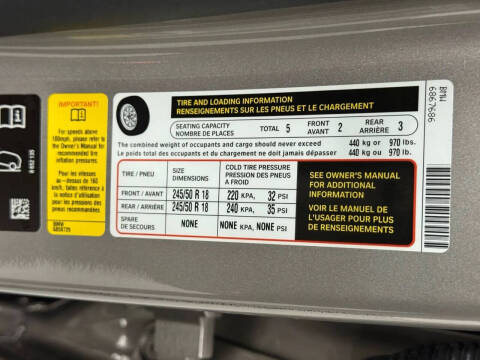 IMPORTANT!
For speeds above
160kmph, please refer to
the Owner's Manual for
recommended tire
inflation pressures.
Pour les vitesses
au - dessus de 160
km/h, faites référence à
la notice d'utilisation
des pneus
recommandées.
BMW
6858735
TIRE AND LOADING INFORMATION
RENSEIGNEMENTS SUR LES PNEUS ET LE CHARGEMENT
SEATING CAPACITY
NOMBRE DE PLACES
TOTAL 5
FRONT
AVANT 2
REAR
ARRIÈRE 3
The combined weight of occupants and cargo should never exceed 440 kg or 970 lbs.
Le poids total des occupants et du chargement ne doit jamais dépasser 440 kg ou 970 lb.
TIRE / PNEU
SIZE
DIMENSIONS
COLD TIRE PRESSURE
PRESSION DES PNEUS
A FROID
FRONT / AVANT 245/50 R 18 220 KPA, 32 PSI
REAR / ARRIÈRE 245/50 R 18 240 KPA, 35 PSI
SPARE
DE SECOURS NONE NONE KPA, NONE PSI
SEE OWNER'S MANUAL
FOR ADDITIONAL
INFORMATION
VOIR LE MANUEL DE
L'USAGER POUR PLUS
DE RENSEIGNEMENTS
BMW
6867686